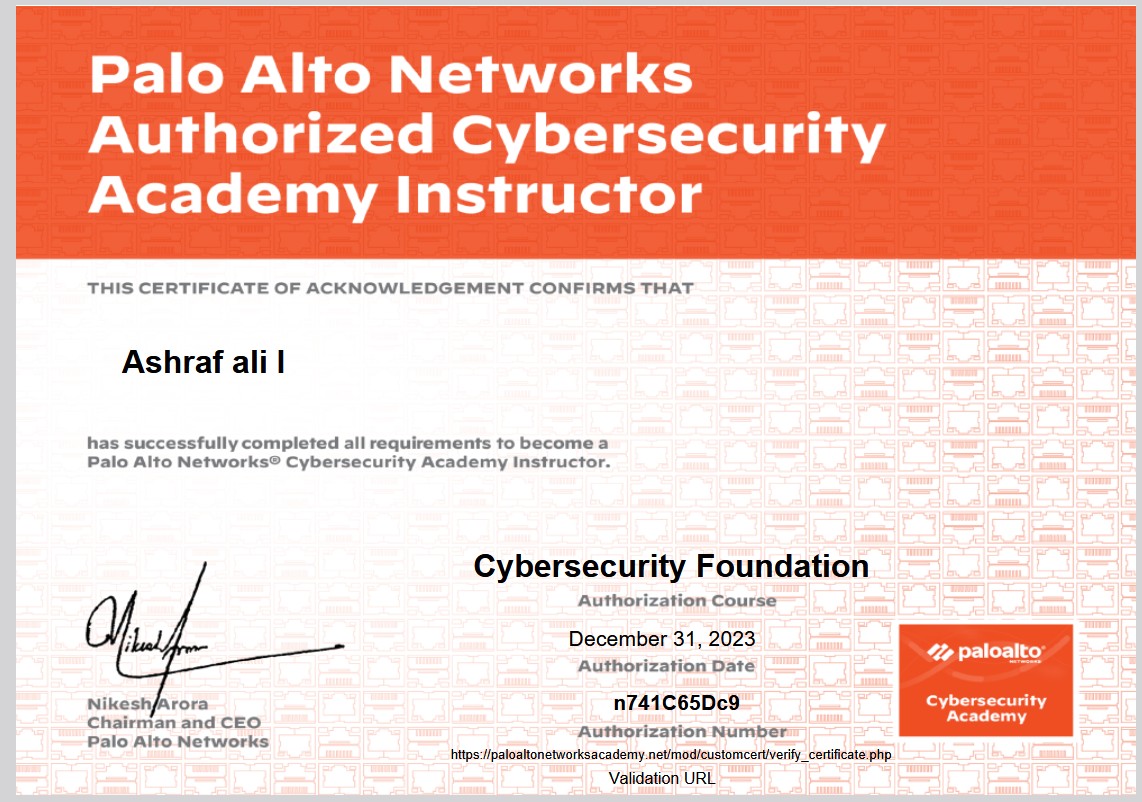 Palo Alto Networks
Authorized Cybersecurity
Academy Instructor
THIS CERTIFICATE OF ACKNOWLEDGEMENT CONFIRMS THAT
Ashraf ali I
has successfully completed all requirements to become a
Palo Alto Networks® Cybersecurity Academy Instructor.
Cybersecurity Foundation
Authorization Course
December 31, 2023
Authorization Date
n741C65Dc9
Authorization Number
https://paloaltonetworksacademy.net/mod/customcert/verify_certificate.php
Validation URL
Nikesh Arora
Nikesh Arora
Chairman and CEO
Palo Alto Networks
paloalto®
NETWORKS
Cybersecurity
Academy